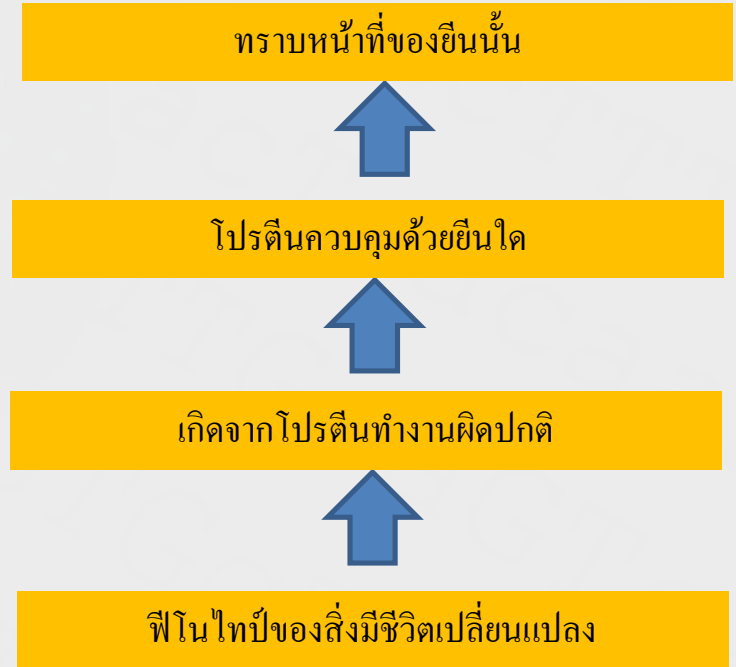 ทราบหน้าที่ของยีนนั้น
โปรตีนควบคุมด้วยยีนใด
เกิดจากโปรตีนทำงานผิดปกติ
ฟีโนไทป์ของสิ่งมีชีวิตเปลี่ยนแปลง